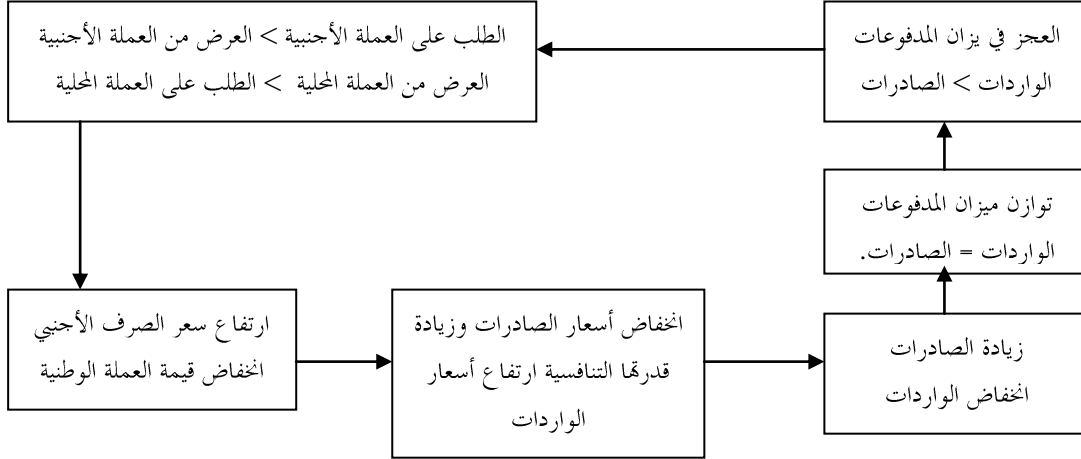 العجز في يزان المدفوعات
الواردات > الصادرات
الطلب على العملة الأجنبية > العرض من العملة الأجنبية
العرض من العملة المحلية > الطلب على العملة المحلية
توازن ميزان المدفوعات
الواردات = الصادرات.
ارتفاع سعر الصرف الأجنبي
انخفاض قيمة العملة الوطنية
انخفاض أسعار الصادرات وزيادة
قدرتها التنافسية ارتفاع أسعار
الواردات
زيادة الصادرات
انخفاض الواردات